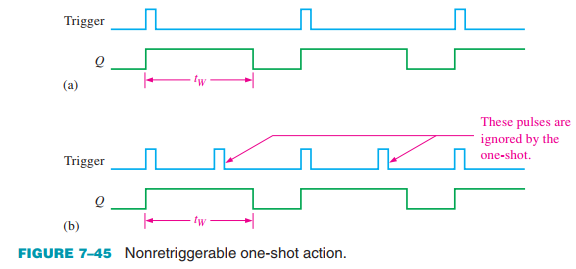 Trigger
Q
tW
(a)
These pulses are
ignored by the
one-shot.
Trigger
Q
tW
(b)
FIGURE 7–45 Nonretriggerable one-shot action.